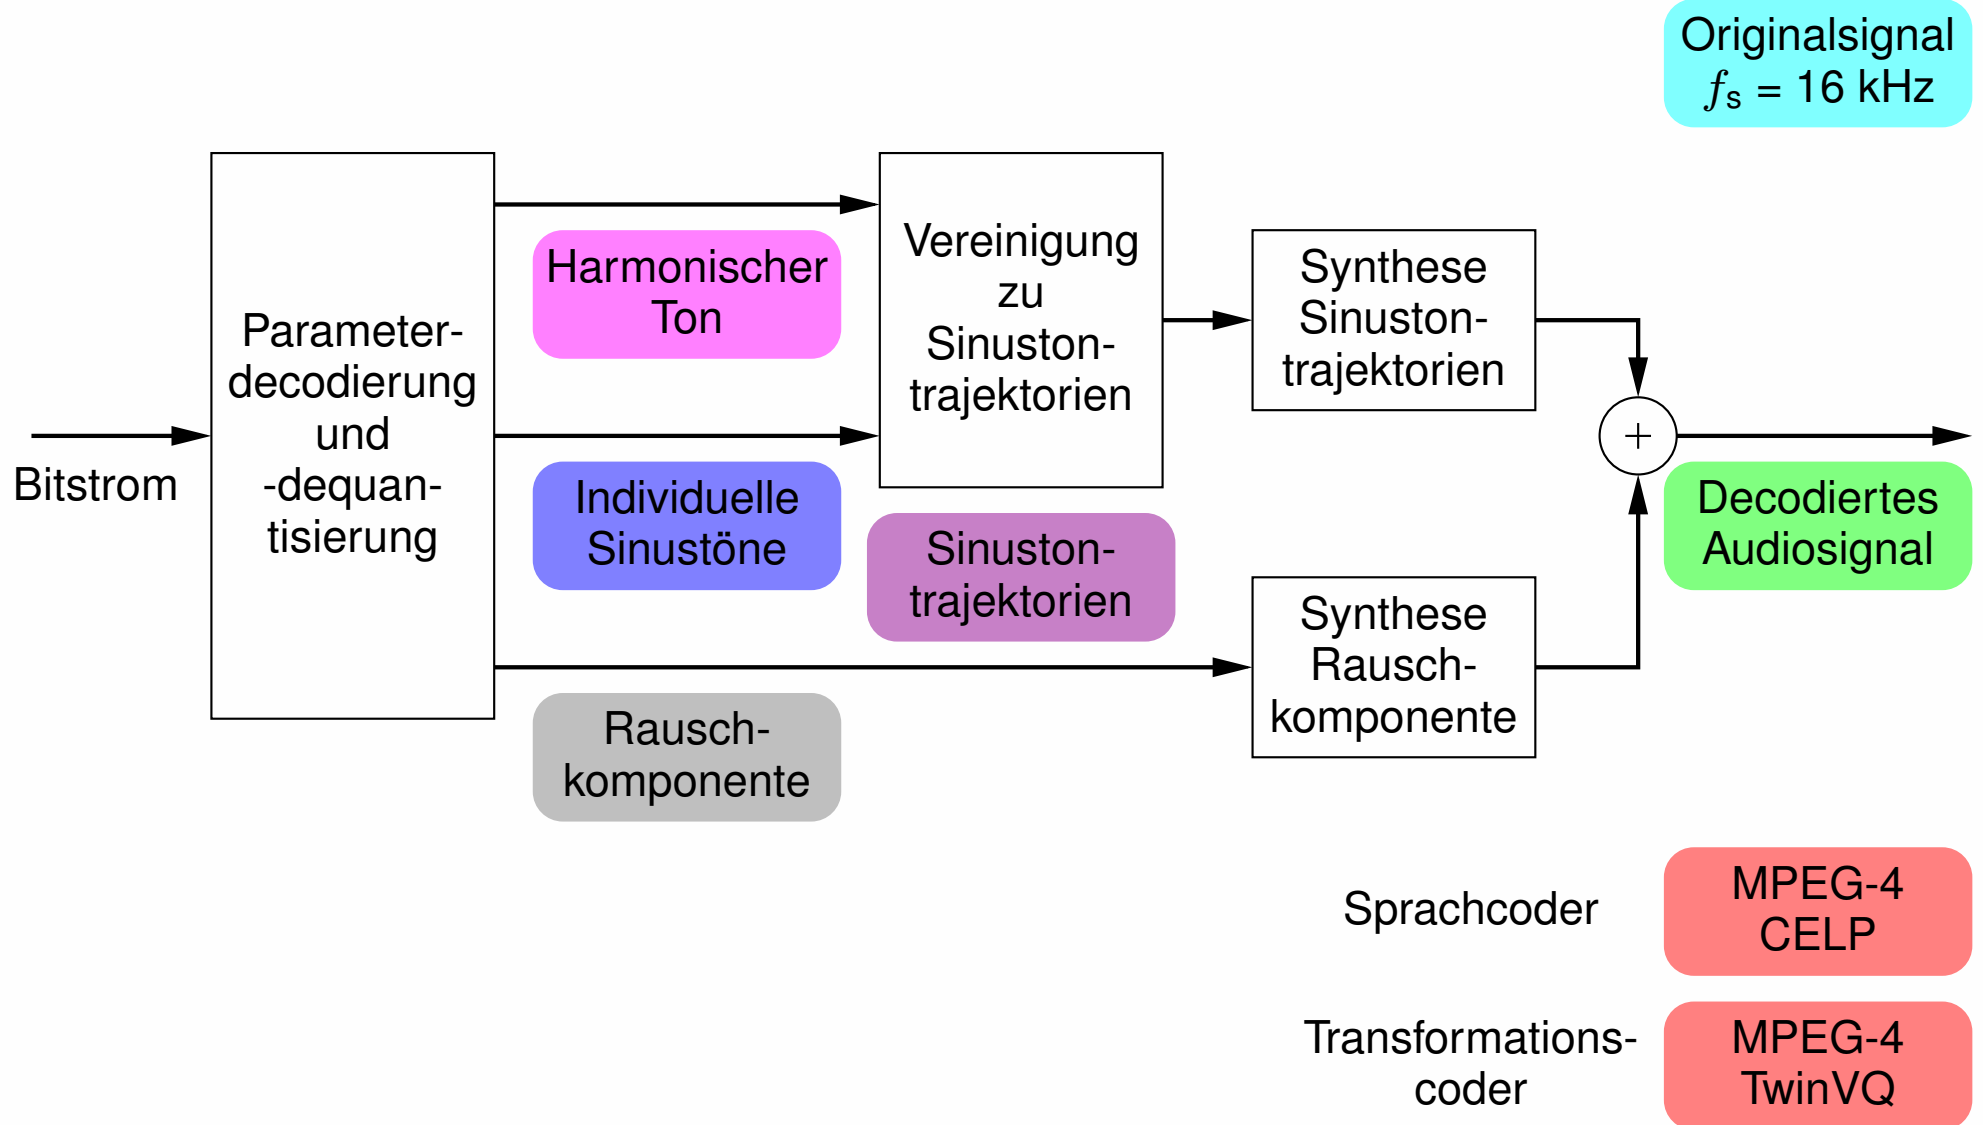 Originalsignal
fs = 16 kHz
Bitstrom
Parameter-
decodierung
und
-dequan-
tisierung
Harmonischer
Ton
Individuelle
Sinustöne
Rausch-
komponente
Vereinigung
zu
Sinuston-
trajektorien
Sinuston-
trajektorien
Synthese
Sinuston-
trajektorien
Synthese
Rausch-
komponente
+
Decodiertes
Audiosignal
Sprachcoder
MPEG-4
CELP
Transformations-
coder
MPEG-4
TwinVQ